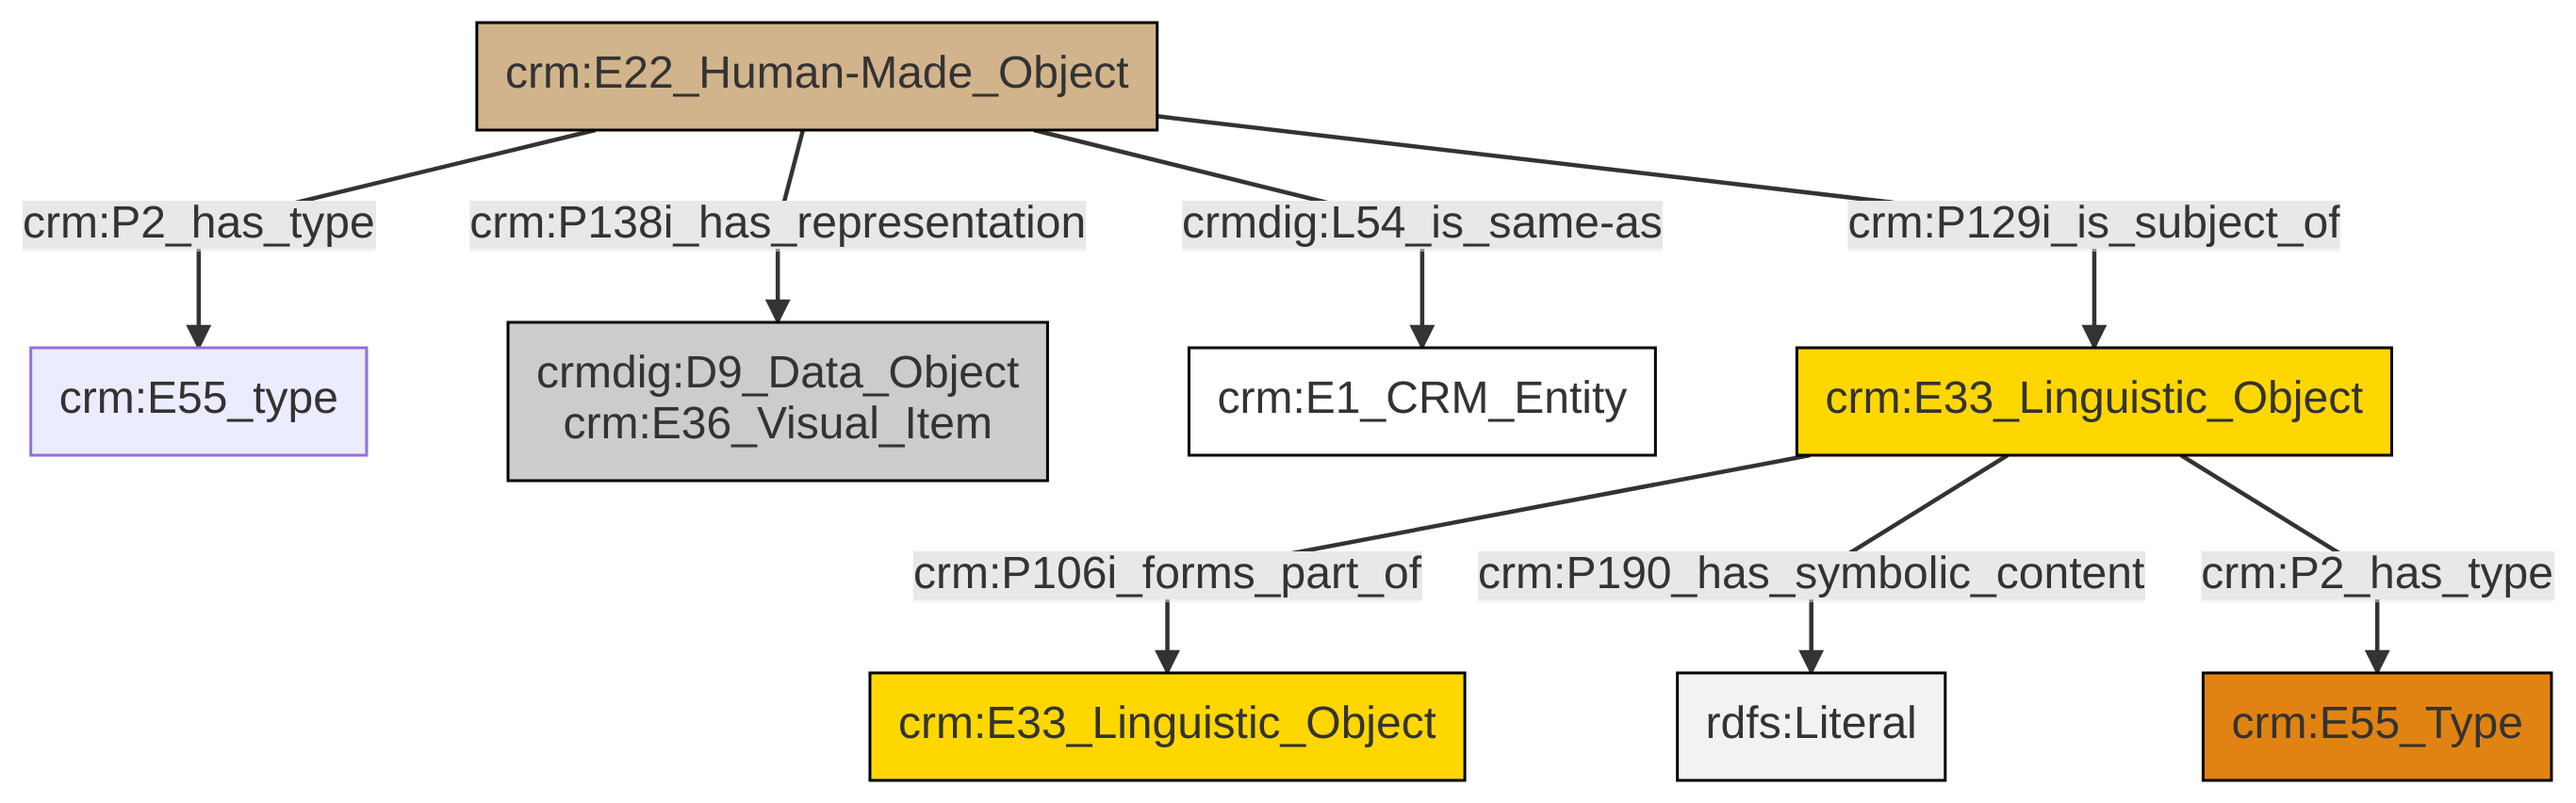 crm:E22_Human-Made_Object
crm:P2_has_type
crm:P138i_has_representation
crmdig:L54_is_same-as
crm:P129i_is_subject_of
crm:E55_type
crmdig:D9_Data_Object
crm:E36_Visual_Item
crm:E1_CRM_Entity
crm:E33_Linguistic_Object
crm:P106i_forms_part_of
crm:P190_has_symbolic_content
crm:P2_has_type
crm:E33_Linguistic_Object
rdfs:Literal
crm:E55_Type